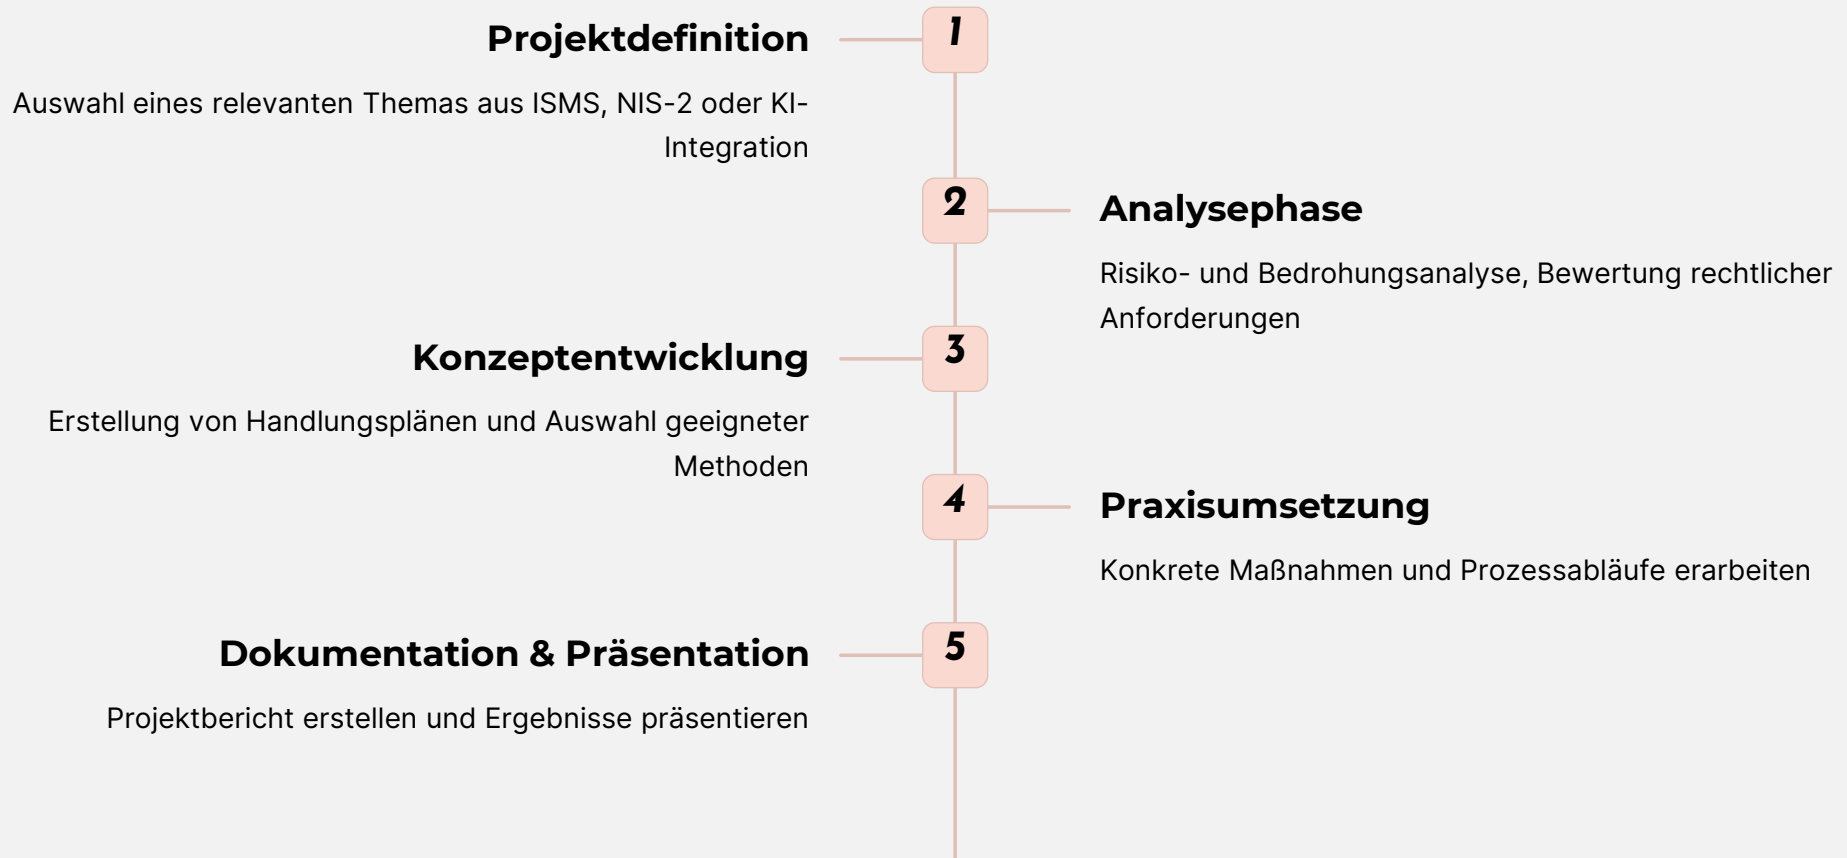 1
Projektdefinition
Auswahl eines relevanten Themas aus ISMS, NIS-2 oder KI-
Integration
2
Analysephase
Risiko- und Bedrohungsanalyse, Bewertung rechtlicher
Anforderungen
3
Konzeptentwicklung
Erstellung von Handlungsplänen und Auswahl geeigneter
Methoden
4
Praxisumsetzung
Konkrete Maßnahmen und Prozessabläufe erarbeiten
5
Dokumentation & Präsentation
Projektbericht erstellen und Ergebnisse präsentieren